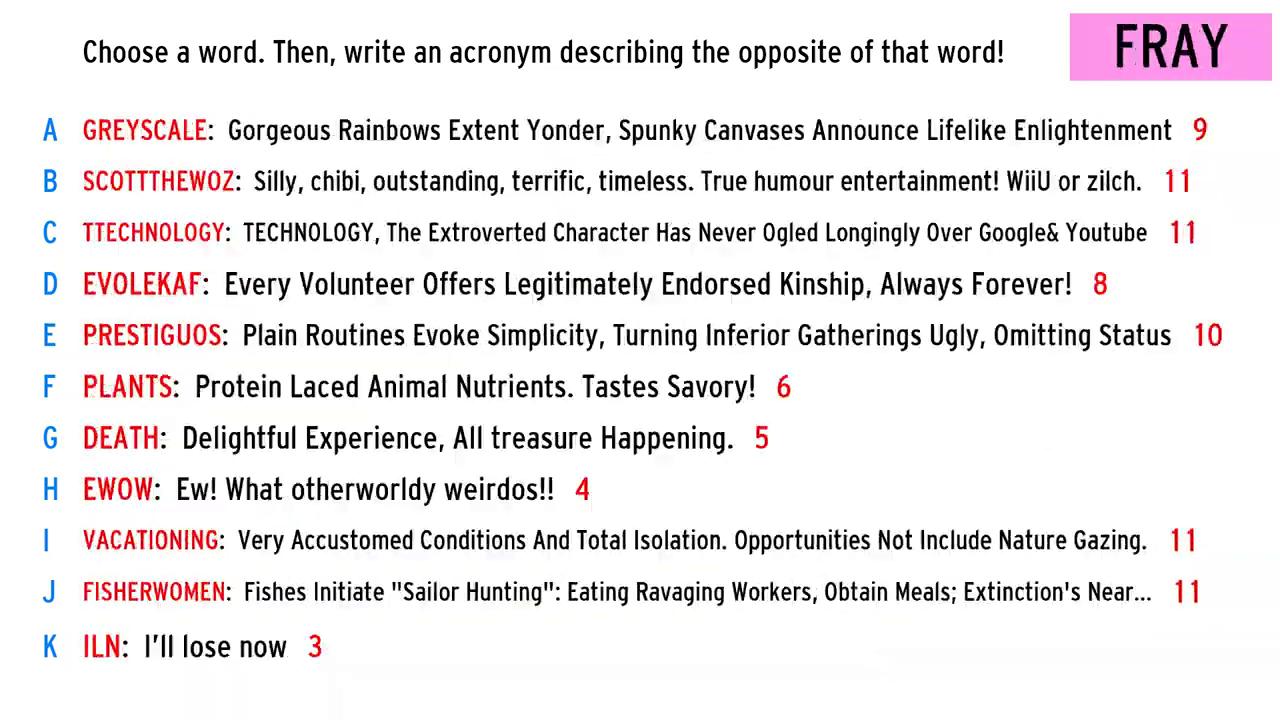 Choose a word. Then, write an acronym describing the opposite of that word!
FRAY
A GREYSCALE: Gorgeous Rainbows Extent Yonder, Spunky Canvases Announce Lifelike Enlightenment 9
B SCOTTTHEWOZ: Silly, chibi, outstanding, terrific, timeless. True humour entertainment! WiiU or zilch. 11
C TTECHNOLOGY: TECHNOLOGY, The Extroverted Character Has Never Ogled Longingly Over Google& Youtube 11
D EVOLEKAF: Every Volunteer Offers Legitimately Endorsed Kinship, Always Forever! 8
E PRESTIGUOS: Plain Routines Evoke Simplicity, Turning Inferior Gatherings Ugly, Omitting Status 10
F PLANTS: Protein Laced Animal Nutrients. Tastes Savory! 6
G DEATH: Delightful Experience, All treasure Happening. 5
H EWOW: Ew! What otherworldy weirdos!! 4
I VACATIONING: Very Accustomed Conditions And Total Isolation. Opportunities Not Include Nature Gazing. 11
J FISHERWOMEN: Fishes Initiate "Sailor Hunting": Eating Ravaging Workers, Obtain Meals; Extinction's Near... 11
K ILN: I'll lose now 3